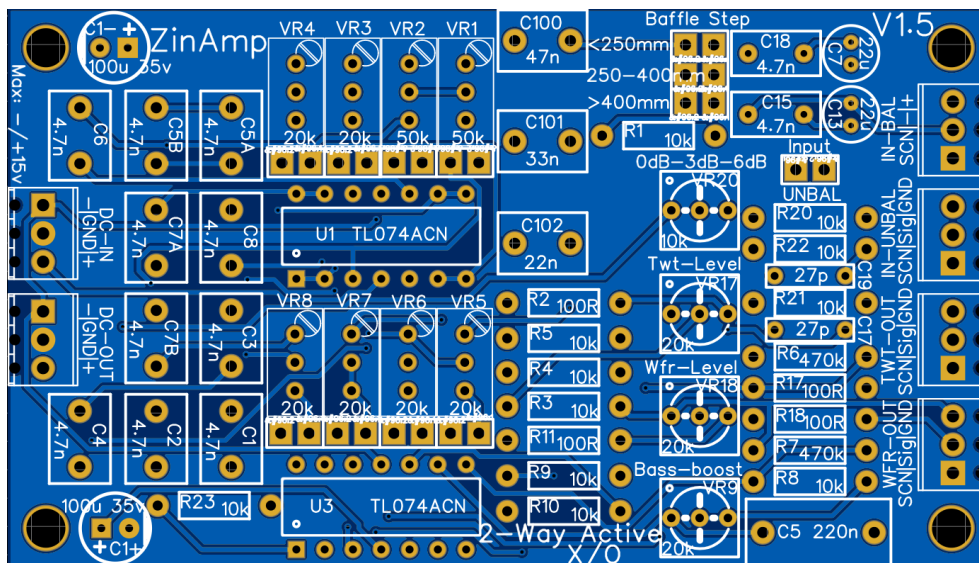 C1-
+
100u 35v
ZinAmp
VR4
VR3
VR2
VR1
20k
20k
50k
50k
C100
47n
C101
33n
C102
22n
Baffle Step
<250mm
250-400mm
>400mm
R1
10k
0dB-3dB-6dB
C18
4.7n
C15
4.7n
C7
22n
C13
22n
V1.5
Input
UNBAL
IN-BAL
SCN|-|+
Max: -/+15v
C6
4.7n
C5B
4.7n
C5A
4.7n
DC-IN
-|GND|+
C7A
4.7n
C8
4.7n
U1 TL074ACN
VR20
10k
R20
10k
R22
10k
27p
C19
R21
10k
27p
C17
IN-UNBAL
SCN|Sig|GND
Twt-Level
VR17
20k
DC-OUT
-|GND|+
C7B
4.7n
C3
4.7n
VR8
VR7
VR6
VR5
20k
20k
20k
20k
R2
100R
R5
10k
R4
10k
R3
10k
R11
100R
R9
10k
R10
10k
R6
470k
R17
100R
R18
100R
R7
470k
R8
10k
TWT-OUT
SCN|Sig|GND
Wfr-Level
VR18
20k
WFR-OUT
SCN|Sig|GND
Bass-boost
VR9
20k
C4
4.7n
C2
4.7n
C1
4.7n
100u 35v
+
C1+
R23
10k
U3 TL074ACN
2-Way Active
X/O
C5 220n